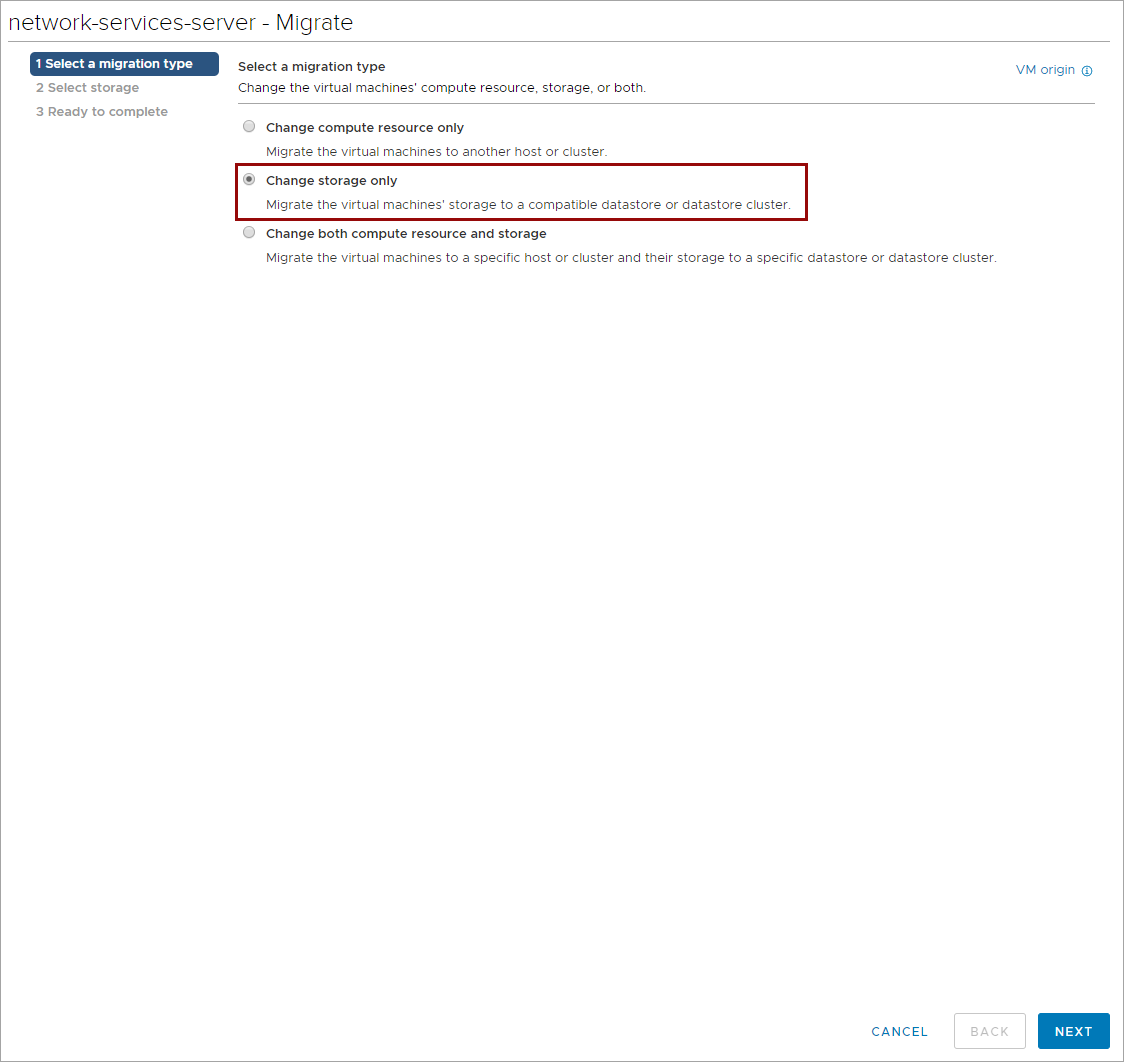 network-services-server - Migrate
1 Select a migration type
2 Select storage
3 Ready to complete
Select a migration type
VM origin
Change the virtual machines' compute resource, storage, or both.
Change compute resource only
Migrate the virtual machines to another host or cluster.
Change storage only
Migrate the virtual machines' storage to a compatible datastore or datastore cluster.
Change both compute resource and storage
Migrate the virtual machines to a specific host or cluster and their storage to a specific datastore or datastore cluster.
CANCEL
BACK
NEXT